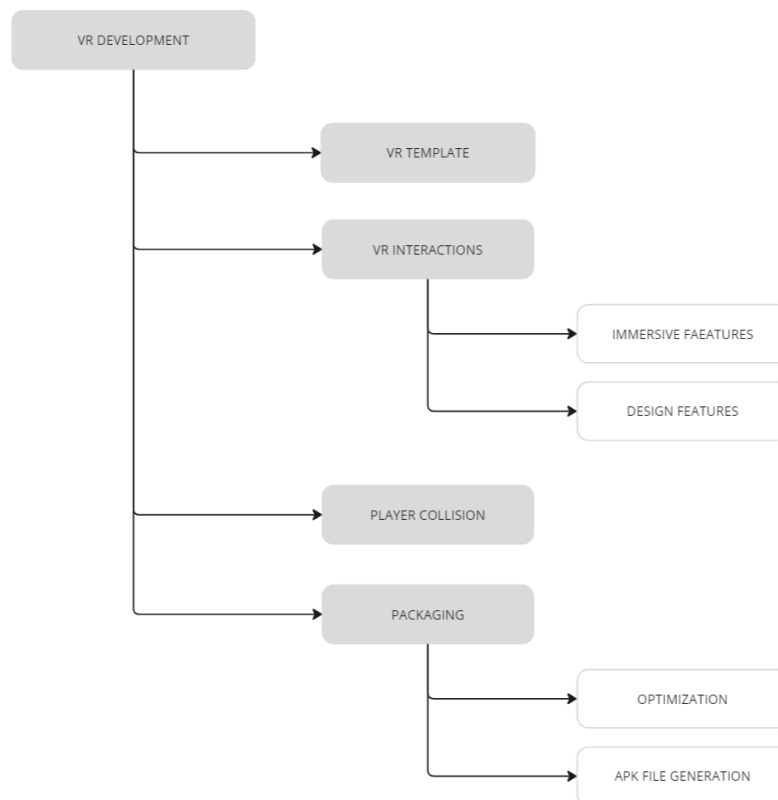 VR DEVELOPMENT
VR TEMPLATE
VR INTERACTIONS
IMMERSIVE FAEATURES
DESIGN FEATURES
PLAYER COLLISION
PACKAGING
OPTIMIZATION
APK FILE GENERATION